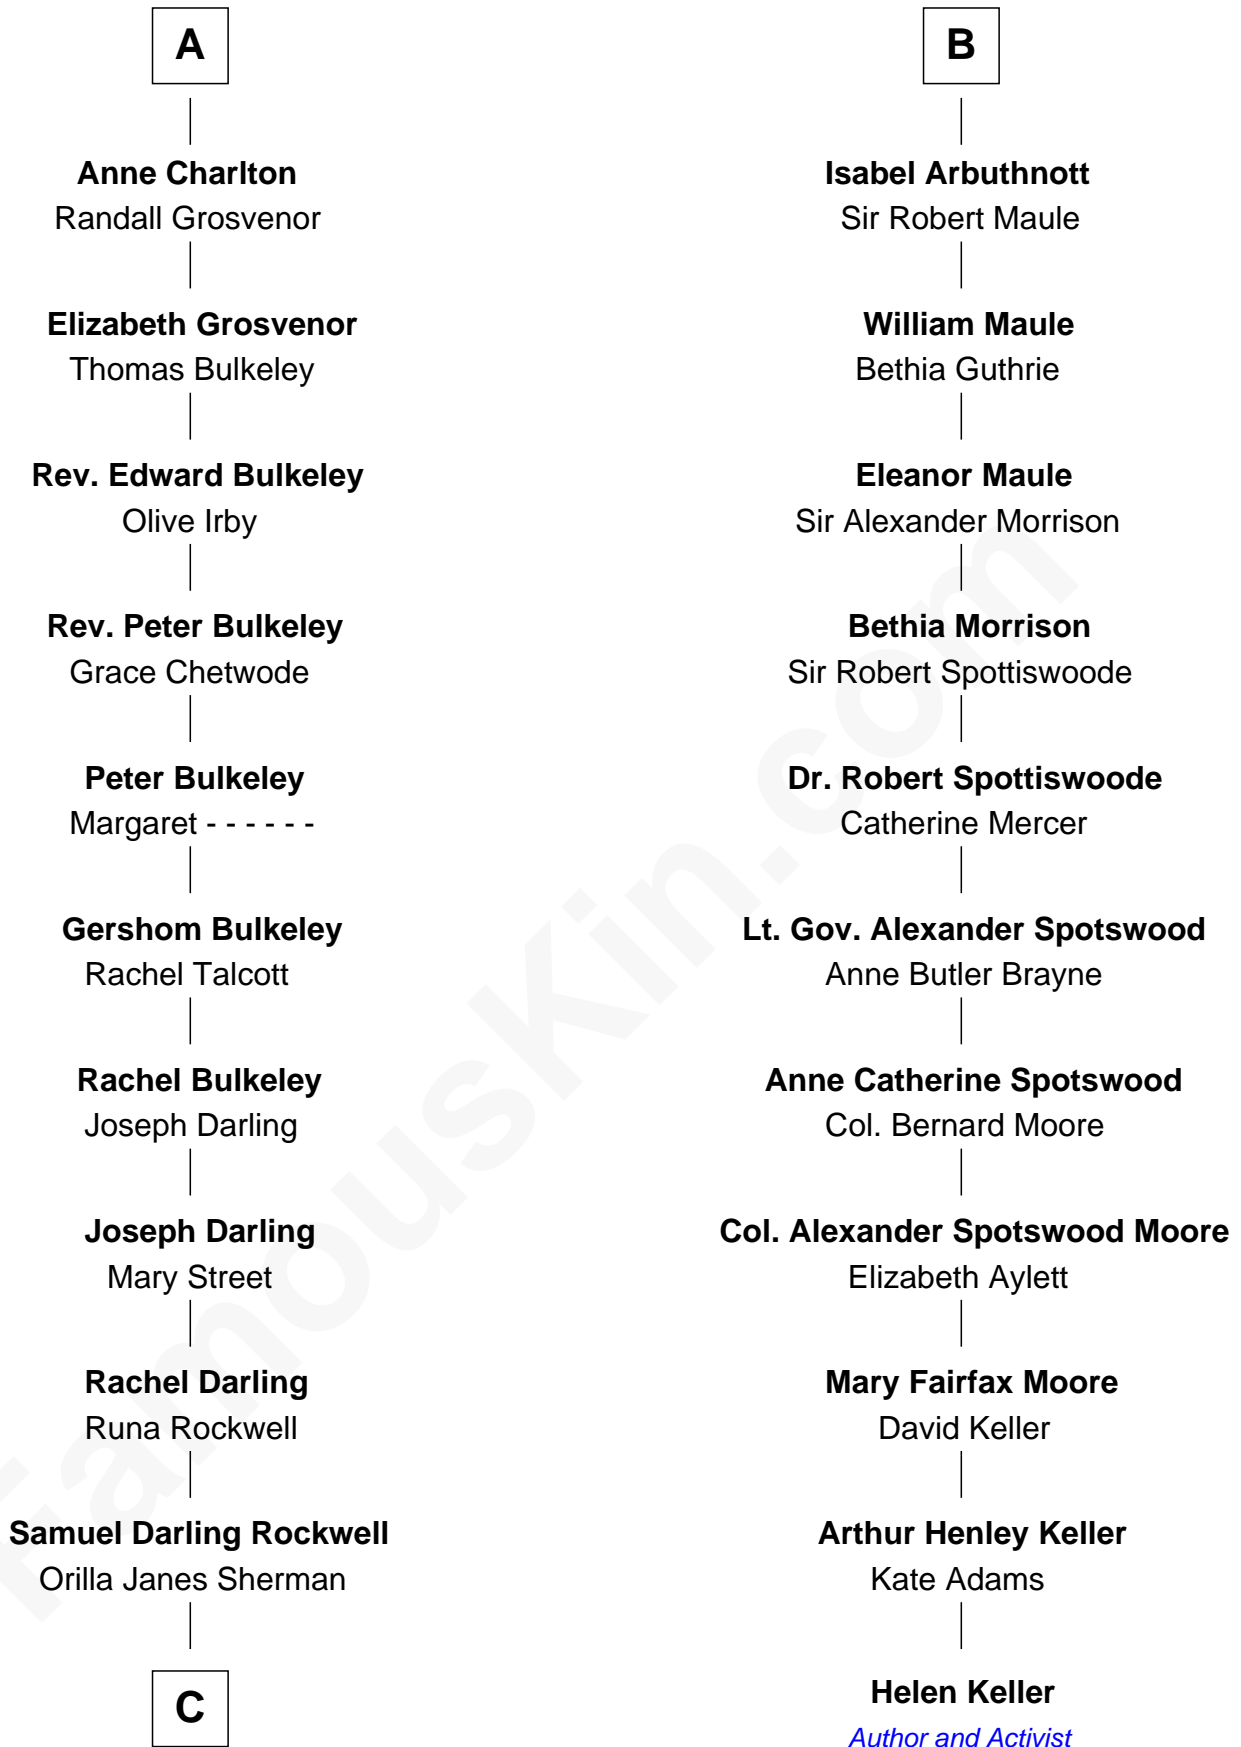 A
Anne Charlton
Randall Grosvenor
Elizabeth Grosvenor
Thomas Bulkeley
Rev. Edward Bulkeley
Olive Irby
Rev. Peter Bulkeley
Grace Chetwode
Peter Bulkeley
Margaret - - - - - -
Gershom Bulkeley
Rachel Talcott
Rachel Bulkeley
Joseph Darling
Joseph Darling
Mary Street
Rachel Darling
Runa Rockwell
Samuel Darling Rockwell
Orilla Janes Sherman
C
B
Isabel Arbuthnott
Sir Robert Maule
William Maule
Bethia Guthrie
Eleanor Maule
Sir Alexander Morrison
Bethia Morrison
Sir Robert Spottiswoode
Dr. Robert Spottiswoode
Catherine Mercer
Lt. Gov. Alexander Spotswood
Anne Butler Brayne
Anne Catherine Spotswood
Col. Bernard Moore
Col. Alexander Spotswood Moore
Elizabeth Aylett
Mary Fairfax Moore
David Keller
Arthur Henley Keller
Kate Adams
Helen Keller
Author and Activist
FamousKin.com